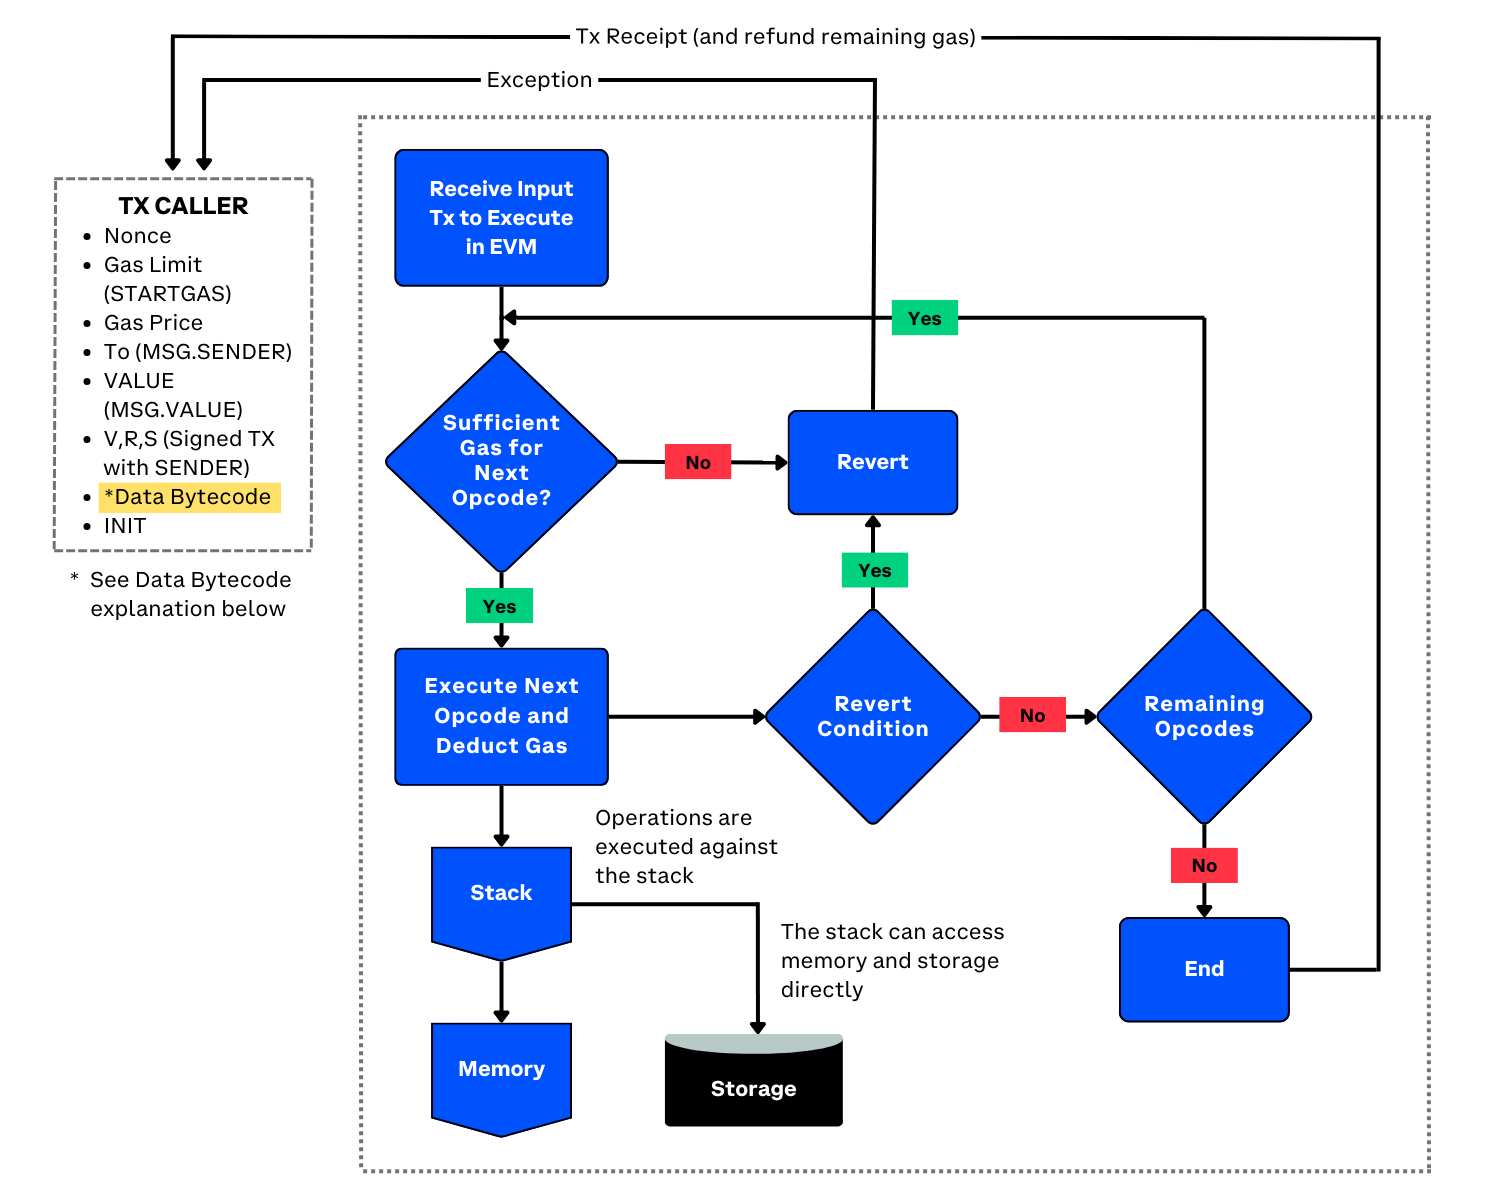 Tx Receipt (and refund remaining gas)
Exception
TX CALLER
• Nonce
• Gas Limit
(STARTGAS)
• Gas Price
• To (MSG.SENDER)
• VALUE
(MSG.VALUE)
• V,R,S (Signed TX
with SENDER)
• *Data Bytecode
• INIT
* See Data Bytecode
explanation below
Receive Input
Tx to Execute
in EVM
Yes
Sufficient
Gas for
Next
Opcode?
No
Revert
Yes
Yes
Execute Next
Opcode and
Deduct Gas
Revert
Condition
No
Remaining
Opcodes
No
End
Operations are
executed against
the stack
Stack
The stack can access
memory and storage
directly
Memory
Storage